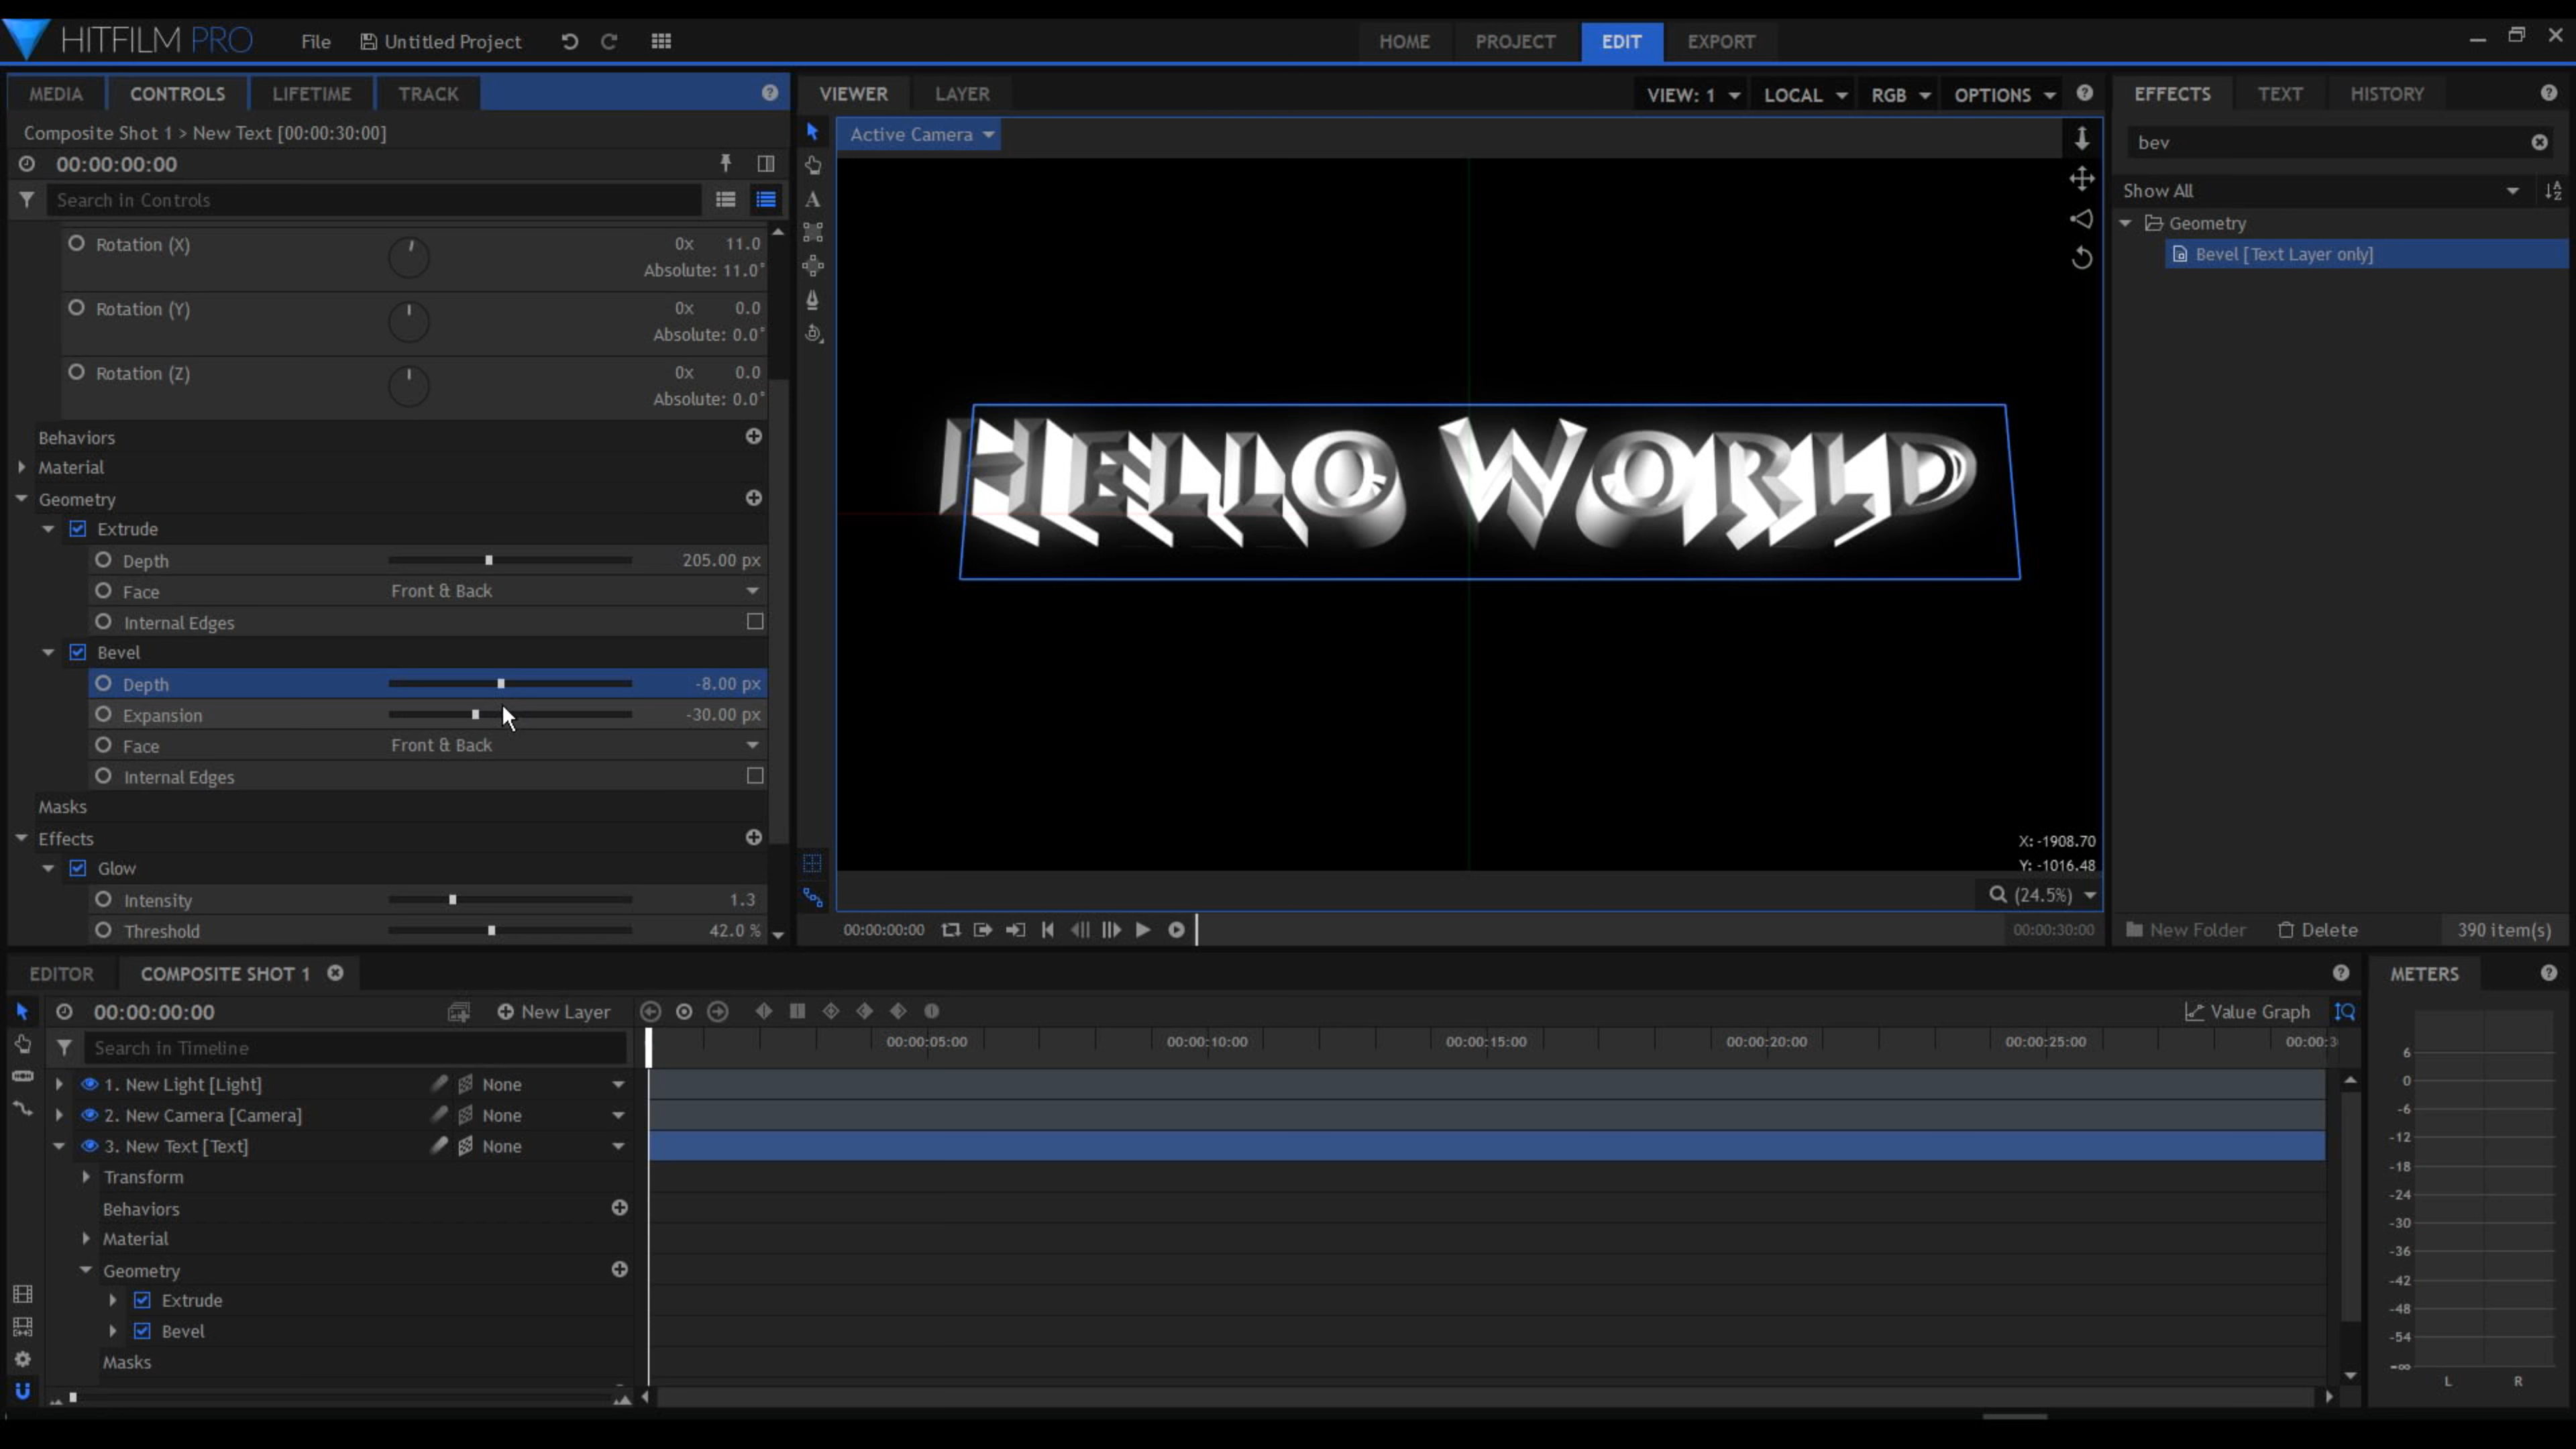 HITFILM PRO File Untitled Project HOME PROJECT EDIT EXPORT
MEDIA CONTROLS LIFETIME TRACK
Composite Shot 1 > New Text [00:00:30:00]
00:00:00:00
Search in Controls
Rotation (X) 0x 11.0
Absolute: 11.0°
Rotation (Y) 0x 0.0
Absolute: 0.0°
Rotation (Z) 0x 0.0
Absolute: 0.0°
Behaviors
Material
Geometry
Extrude
Depth 205.00 px
Face Front & Back
Internal Edges
Bevel
Depth -8.00 px
Expansion -30.00 px
Face Front & Back
Internal Edges
Masks
Effects
Glow
Intensity 1.3
Threshold 42.0 %
VIEWER LAYER VIEW: 1 LOCAL RGB OPTIONS
Active Camera
HELLO WORLD
X: -1908.70
Y: -1016.48
(24.5%)
00:00:00:00 00:00:30:00
EFFECTS TEXT HISTORY
bev
Show All
Geometry
Bevel [Text Layer only]
New Folder Delete 390 item(s)
EDITOR COMPOSITE SHOT 1
00:00:00:00 New Layer Value Graph
Search in Timeline
00:00:05:00 00:00:10:00 00:00:15:00 00:00:20:00 00:00:25:00 00:00:3
1. New Light [Light] None
2. New Camera [Camera] None
3. New Text [Text] None
Transform
Behaviors
Material
Geometry
Extrude
Bevel
Masks
METERS
6
0
-6
-12
-18
-24
-30
-36
-42
-48
-54
-∞
L R